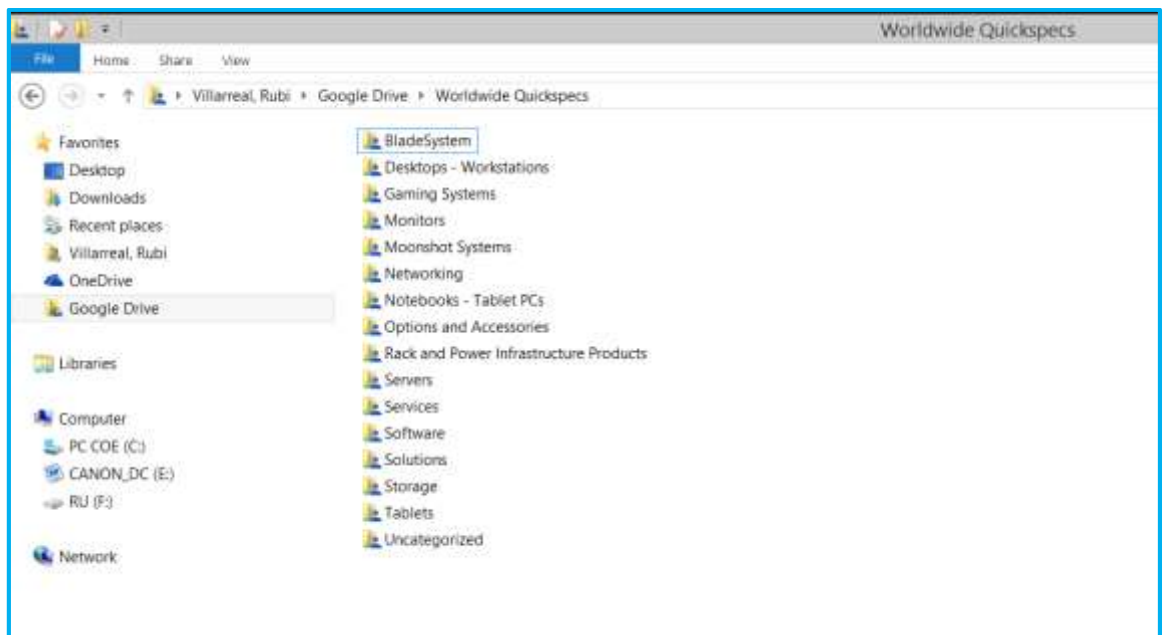 Worldwide Quickspecs
File Home Share View
Villarreal, Rubi Google Drive Worldwide Quickspecs
Favorites
Desktop
Downloads
Recent places
Villarreal, Rubi
OneDrive
Google Drive
Libraries
Computer
PC COE (C:)
CANON_DC (E:)
RU (F:)
Network
BladeSystem
Desktops - Workstations
Gaming Systems
Monitors
Moonshot Systems
Networking
Notebooks - Tablet PCs
Options and Accessories
Rack and Power Infrastructure Products
Servers
Services
Software
Solutions
Storage
Tablets
Uncategorized